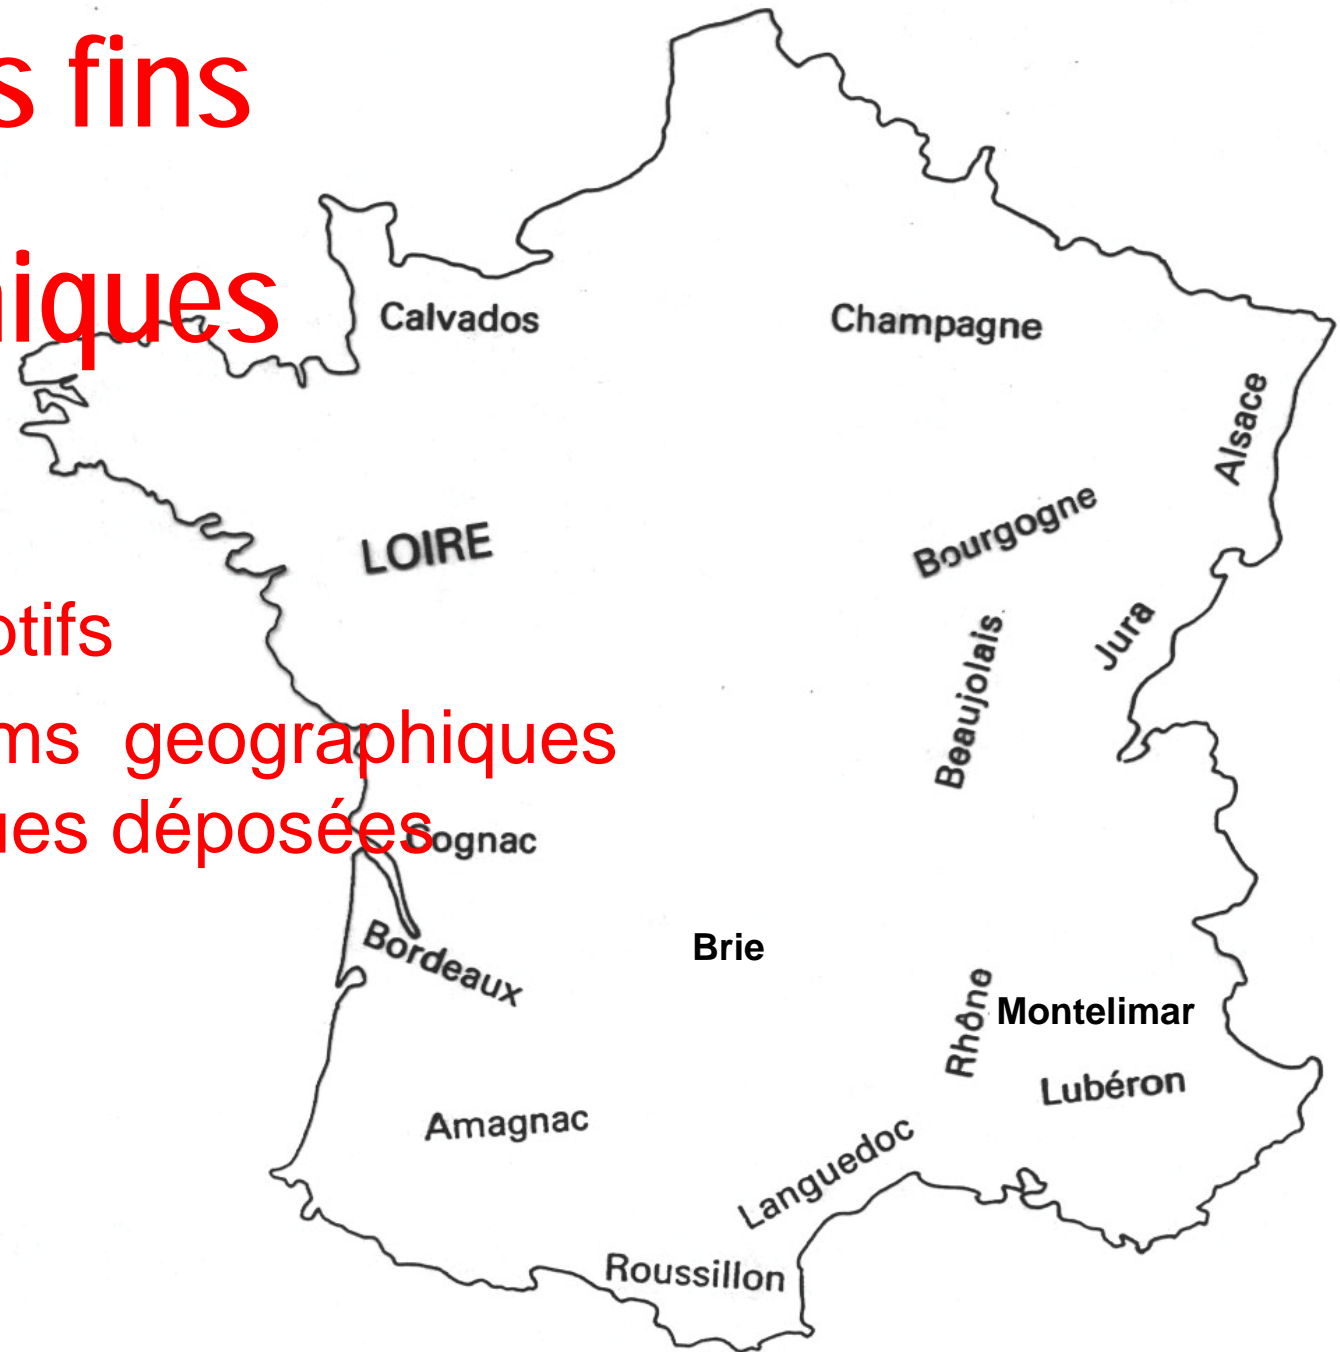 s fins
niques
Calvados
Champagne
Alsace
LOIRE
Bourgogne
otifs
Jura
Beaujolais
ms geographiques
ues déposées
Cognac
Bordeaux
Brie
Rhône
Montelimar
Lubéron
Amagnac
Languedoc
Roussillon